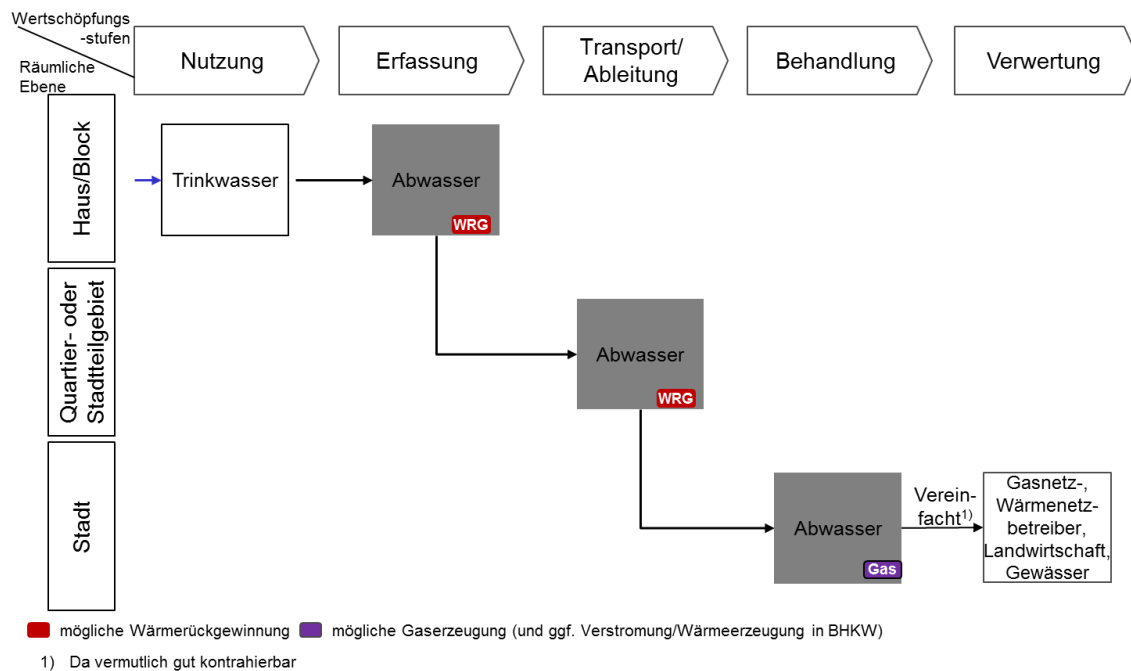 Wertschöpfungs
-stufen
Räumliche
Ebene
Nutzung
Erfassung
Transport/
Ableitung
Behandlung
Verwertung
Haus/Block
Trinkwasser
Abwasser
WRG
Quartier- oder
Stadtteilgebiet
Abwasser
WRG
Stadt
Abwasser
Gas
Verein-
facht1)
Gasnetz-,
Wärmenetz-
betreiber,
Landwirtschaft,
Gewässer
mögliche Wärmerückgewinnung
mögliche Gaserzeugung (und ggf. Verstromung/Wärmeerzeugung in BHKW)
1) Da vermutlich gut kontrahierbar